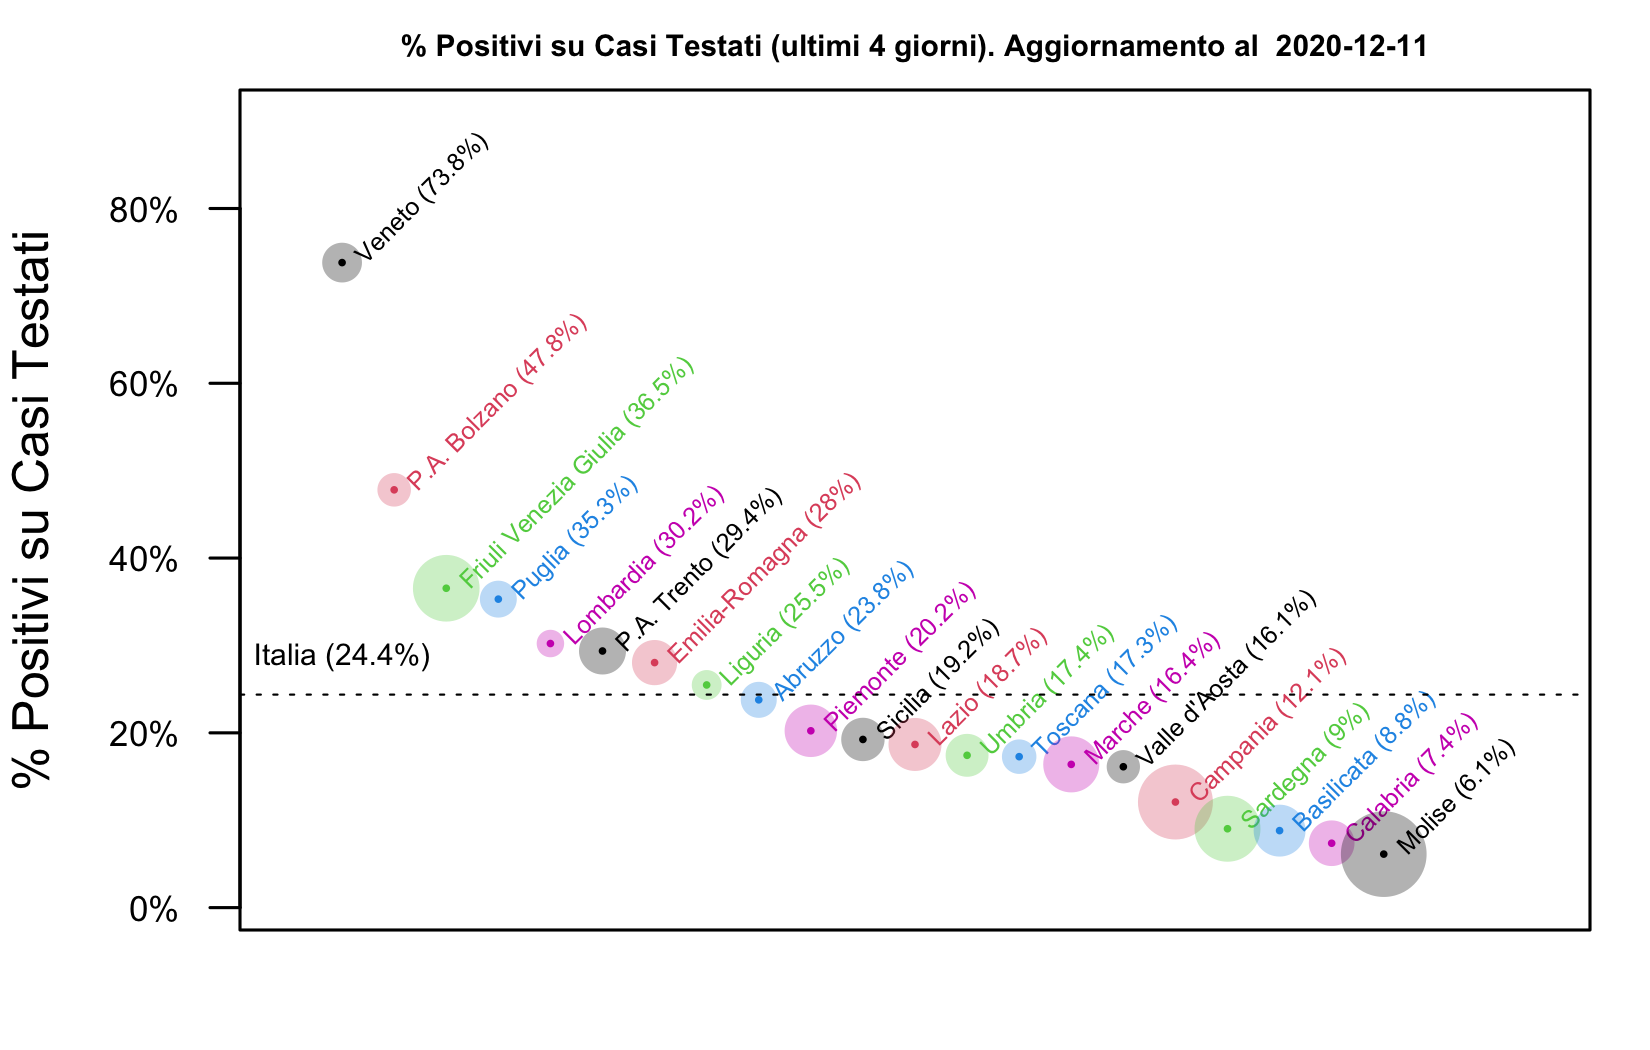 % Positivi su Casi Testati (ultimi 4 giorni). Aggiornamento al  2020-12-11
% Positivi su Casi Testati
80%
60%
40%
20%
0%
Italia (24.4%)
Veneto (73.8%)
P.A. Bolzano (47.8%)
Friuli Venezia Giulia (36.5%)
Puglia (35.3%)
Lombardia (30.2%)
P.A. Trento (29.4%)
Emilia-Romagna (28%)
Liguria (25.5%)
Abruzzo (23.8%)
Piemonte (20.2%)
Sicilia (19.2%)
Lazio (18.7%)
Umbria (17.4%)
Toscana (17.3%)
Marche (16.4%)
Valle d'Aosta (16.1%)
Campania (12.1%)
Sardegna (9%)
Basilicata (8.8%)
Calabria (7.4%)
Molise (6.1%)